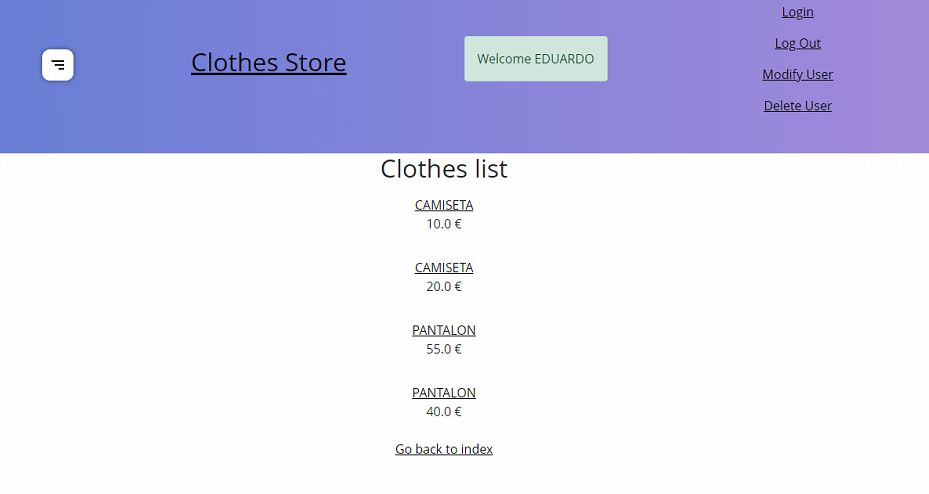 Clothes Store
Welcome EDUARDO
Login
Log Out
Modify User
Delete User
Clothes list
CAMISETA
10.0 €
CAMISETA
20.0 €
PANTALON
55.0 €
PANTALON
40.0 €
Go back to index